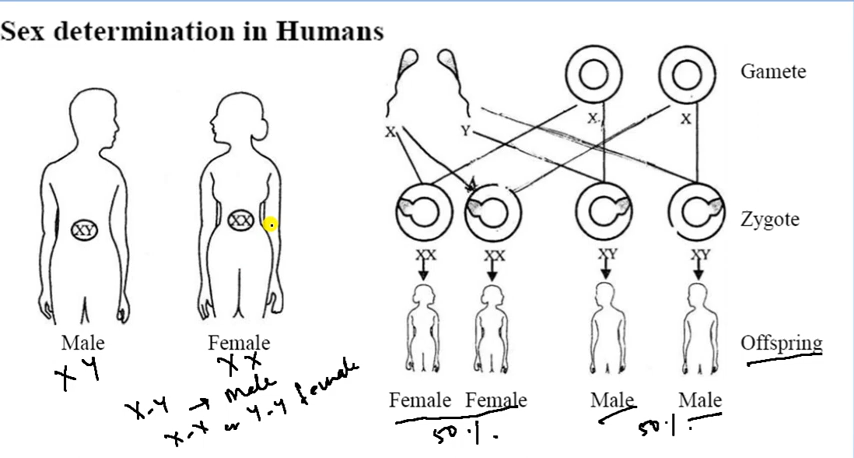 Sex determination in Humans
Gamete
X X
X Y
XY XX
Zygote
XX XX XY XY
Male Female
Offspring
X Y X X
X-Y → Male
X-X or Y-Y female
Female Female Male Male
50%. 50%.